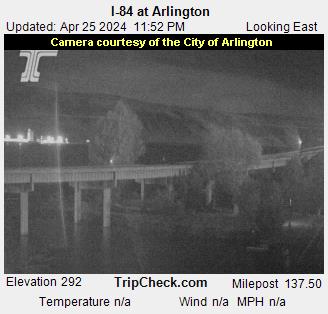 I-84 at Arlington
Updated: Apr 25 2024 11:52 PM Looking East
Camera courtesy of the City of Arlington
Elevation 292 TripCheck.com Milepost 137.50
Temperature n/a Wind n/a MPH n/a